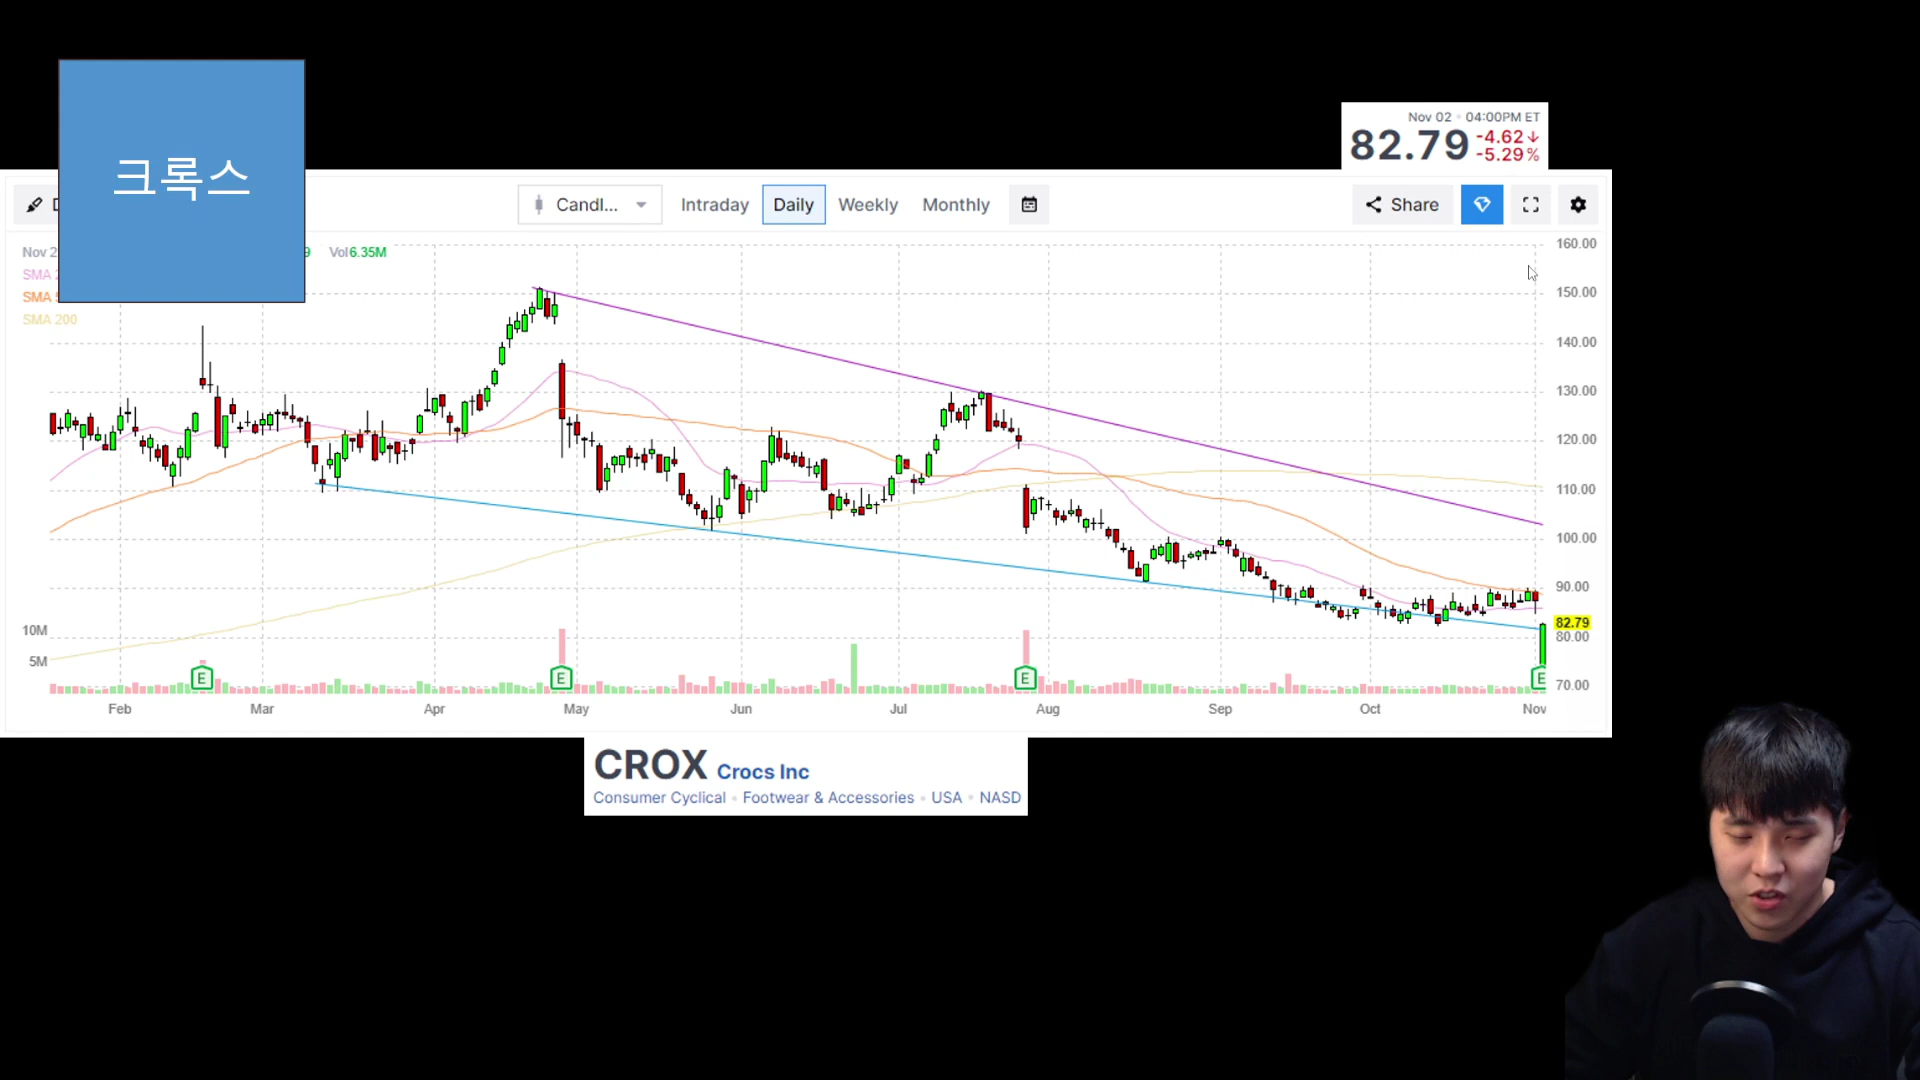 크록스
Nov 02 • 04:00PM ET
82.79 -4.62↓
-5.29%
Candl... Intraday Daily Weekly Monthly Share
Nov 2 Vol6.35M
SMA
SMA
SMA 200
160.00
150.00
140.00
130.00
120.00
110.00
100.00
90.00
82.79
80.00
70.00
10M
5M
E E E E
Feb Mar Apr May Jun Jul Aug Sep Oct Nov
CROX Crocs Inc
Consumer Cyclical • Footwear & Accessories • USA • NASD